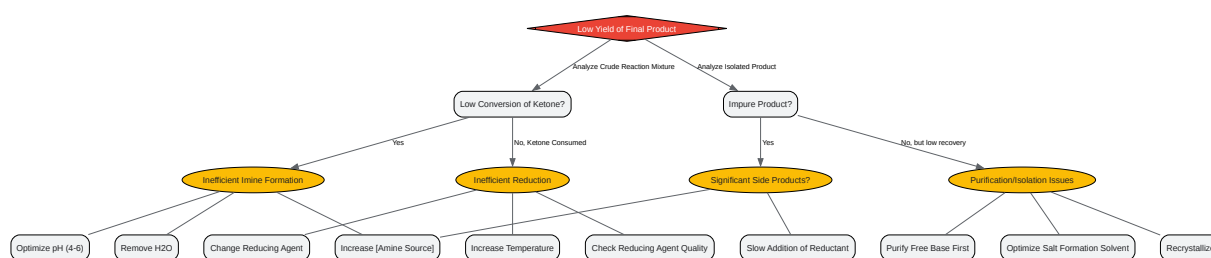 Low Yield of Final Product
Analyze Crude Reaction Mixture
Analyze Isolated Product
Low Conversion of Ketone?
Impure Product?
Yes
No, Ketone Consumed
Yes
No, but low recovery
Inefficient Imine Formation
Inefficient Reduction
Significant Side Products?
Purification/Isolation Issues
Optimize pH (4-6)
Remove H2O
Change Reducing Agent
Increase [Amine Source]
Increase Temperature
Check Reducing Agent Quality
Slow Addition of Reductant
Purify Free Base First
Optimize Salt Formation Solvent
Recrystallize